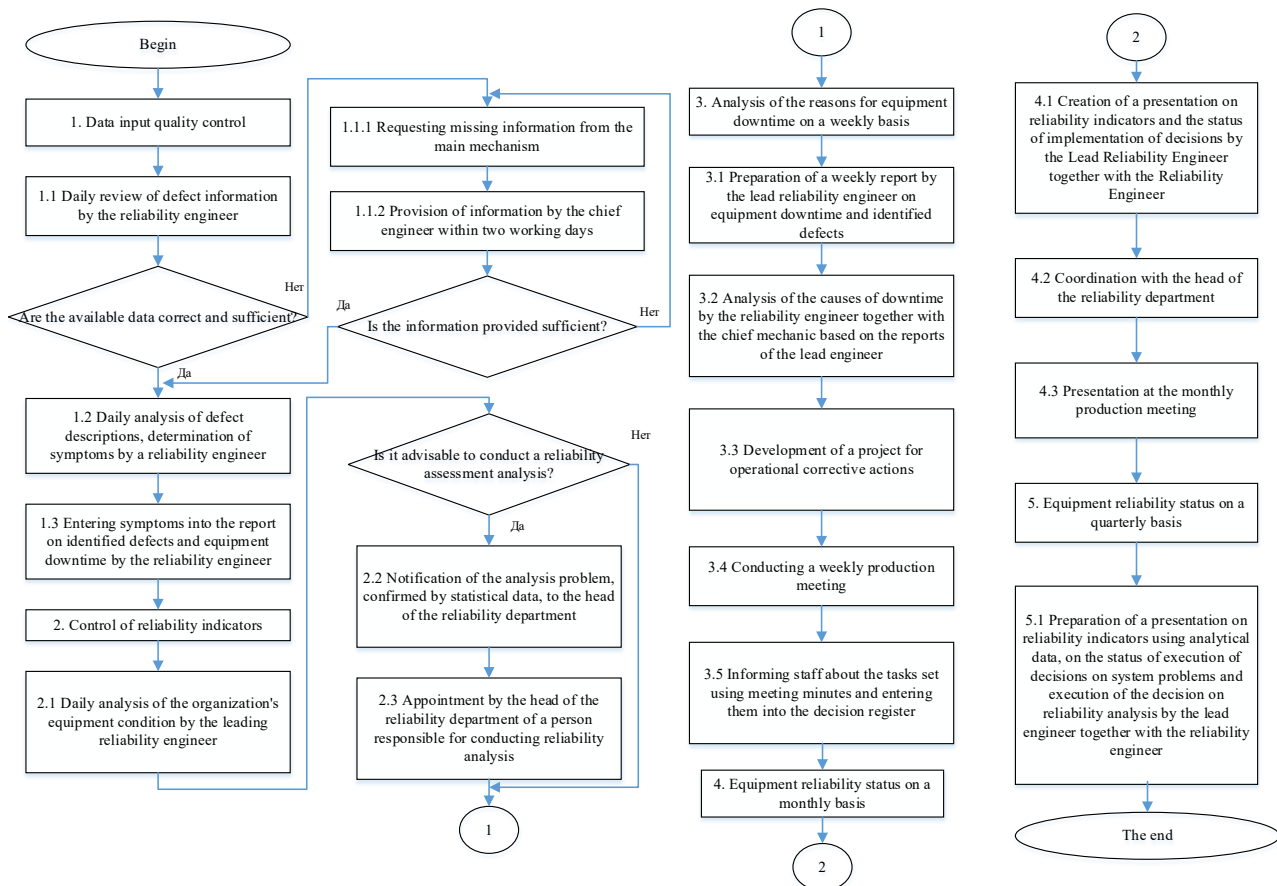 Begin
1. Data input quality control
1.1 Daily review of defect information
by the reliability engineer
Are the available data correct and sufficient?
Нет
Да
1.1.1 Requesting missing information from the
main mechanism
1.1.2 Provision of information by the chief
engineer within two working days
Да
Is the information provided sufficient?
Нет
1.2 Daily analysis of defect
descriptions, determination of
symptoms by a reliability engineer
1.3 Entering symptoms into the report
on identified defects and equipment
downtime by the reliability engineer
2. Control of reliability indicators
2.1 Daily analysis of the organization's
equipment condition by the leading
reliability engineer
Is it advisable to conduct a reliability
assessment analysis?
Нет
Да
2.2 Notification of the analysis problem,
confirmed by statistical data, to the head
of the reliability department
2.3 Appointment by the head of the
reliability department of a person
responsible for conducting reliability
analysis
1
1
3. Analysis of the reasons for equipment
downtime on a weekly basis
3.1 Preparation of a weekly report by
the lead reliability engineer on
equipment downtime and identified
defects
3.2 Analysis of the causes of downtime
by the reliability engineer together with
the chief mechanic based on the reports
of the lead engineer
3.3 Development of a project for
operational corrective actions
3.4 Conducting a weekly production
meeting
3.5 Informing staff about the tasks set
using meeting minutes and entering
them into the decision register
4. Equipment reliability status on a
monthly basis
2
2
4.1 Creation of a presentation on
reliability indicators and the status
of implementation of decisions by
the Lead Reliability Engineer
together with the Reliability
Engineer
4.2 Coordination with the head of
the reliability department
4.3 Presentation at the monthly
production meeting
5. Equipment reliability status on a
quarterly basis
5.1 Preparation of a presentation on
reliability indicators using analytical
data, on the status of execution of
decisions on system problems and
execution of the decision on
reliability analysis by the lead
engineer together with the reliability
engineer
The end